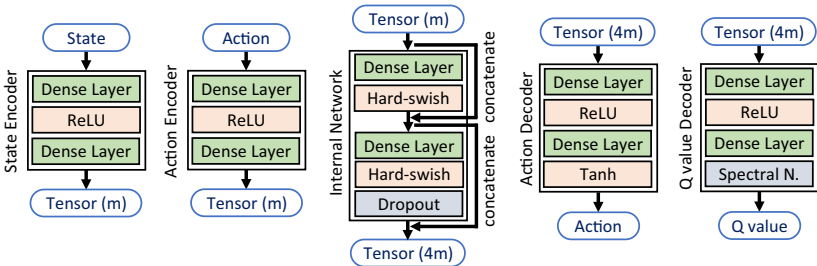 State
State Encoder
Dense Layer
ReLU
Dense Layer
Tensor (m)
Action
Action Encoder
Dense Layer
ReLU
Dense Layer
Tensor (m)
Tensor (m)
Internal Network
Dense Layer
Hard-swish
concatenate
Dense Layer
Hard-swish
Dropout
concatenate
Tensor (4m)
Tensor (4m)
Action Decoder
Dense Layer
ReLU
Dense Layer
Tanh
Action
Tensor (4m)
Q value Decoder
Dense Layer
ReLU
Dense Layer
Spectral N.
Q value